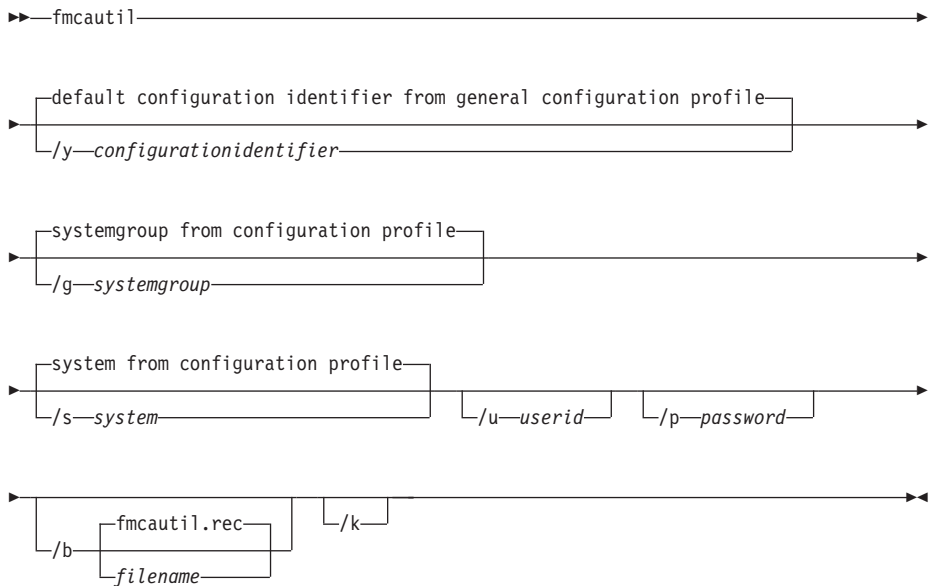 fmcautil
default configuration identifier from general configuration profile
/y configurationidentifier
systemgroup from configuration profile
/g systemgroup
system from configuration profile
/s system /u userid /p password
fmcautil.rec /k
/b
filename